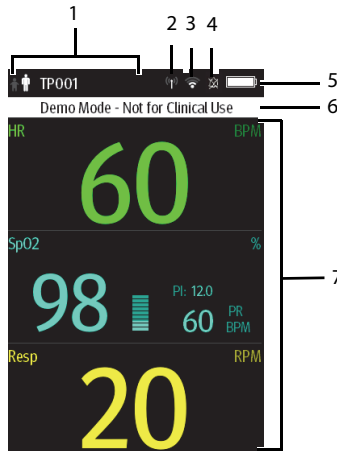 1
2 3 4
TP001
5
Demo Mode - Not for Clinical Use
6
HR BPM
60
SpO2 %
98
PI: 12.0
60 PR BPM
7
Resp RPM
20